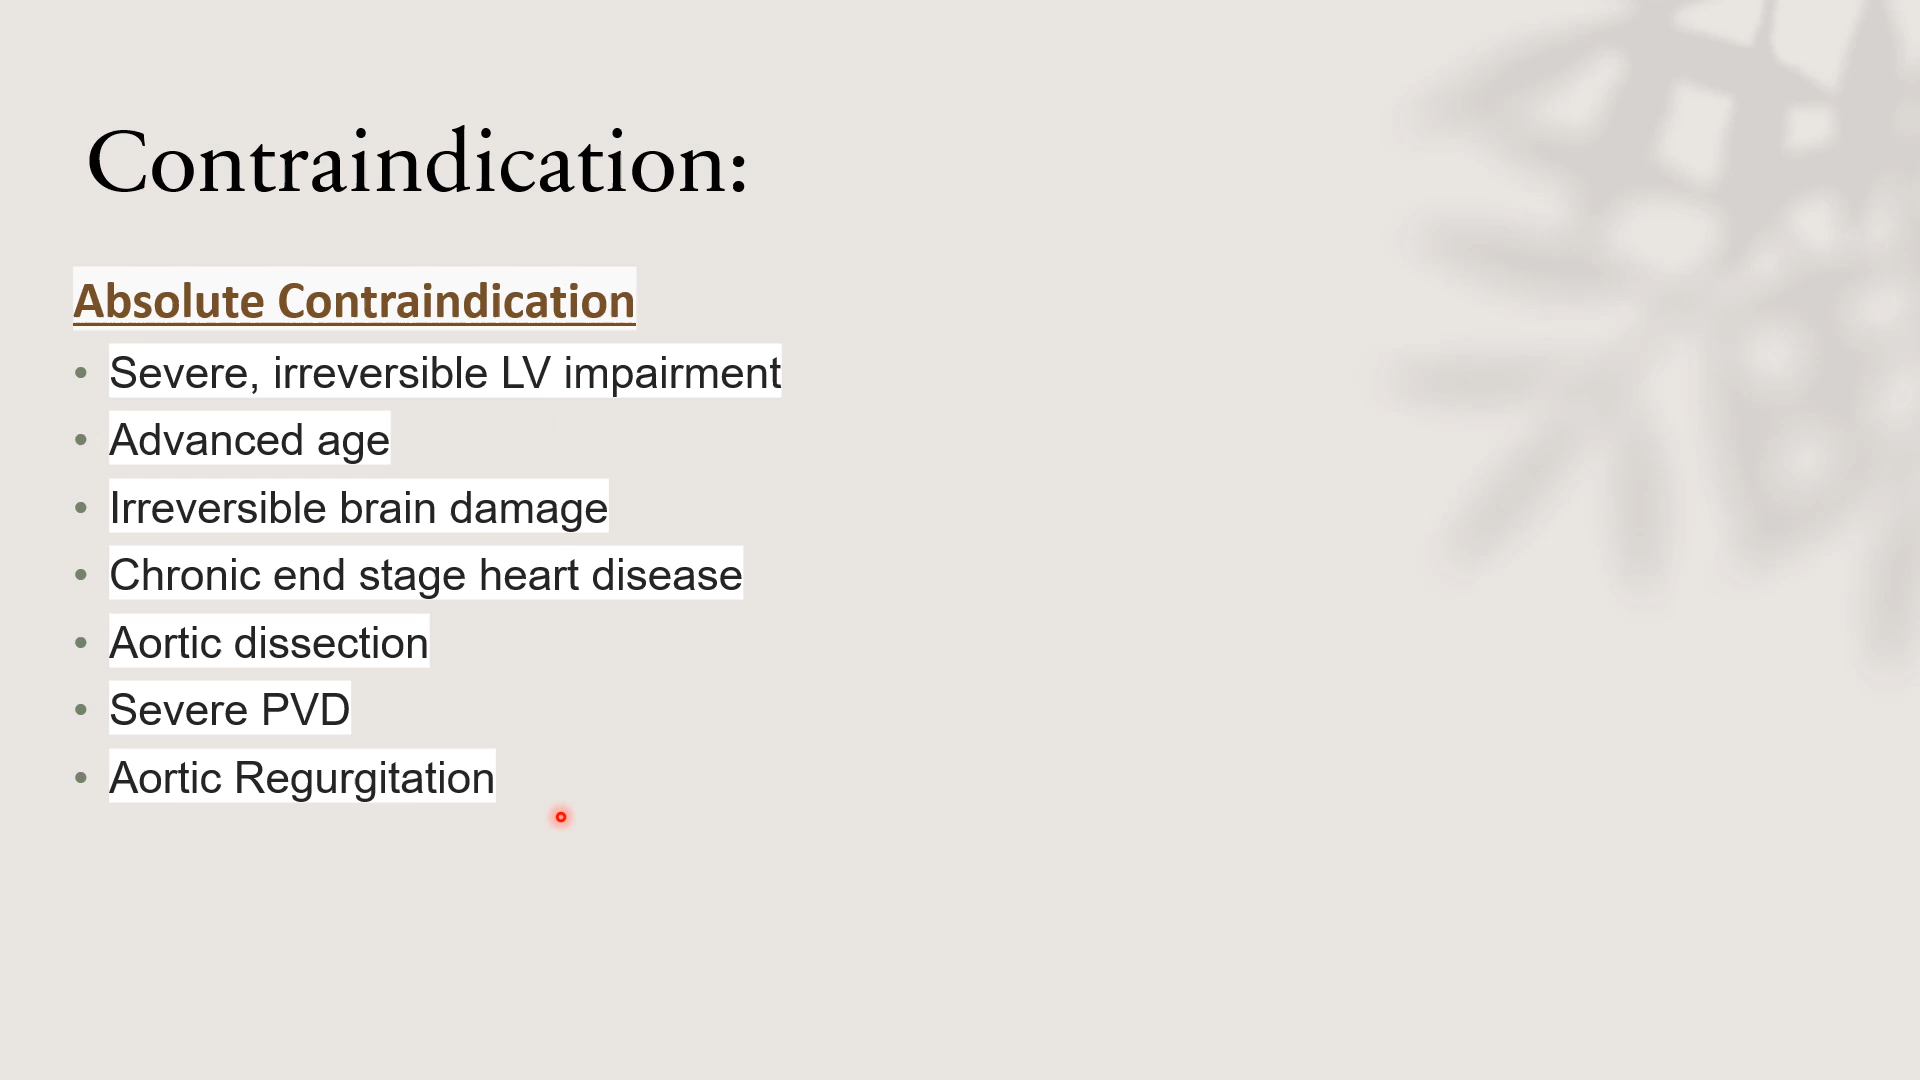 Contraindication:
Absolute Contraindication
• Severe, irreversible LV impairment
• Advanced age
• Irreversible brain damage
• Chronic end stage heart disease
• Aortic dissection
• Severe PVD
• Aortic Regurgitation